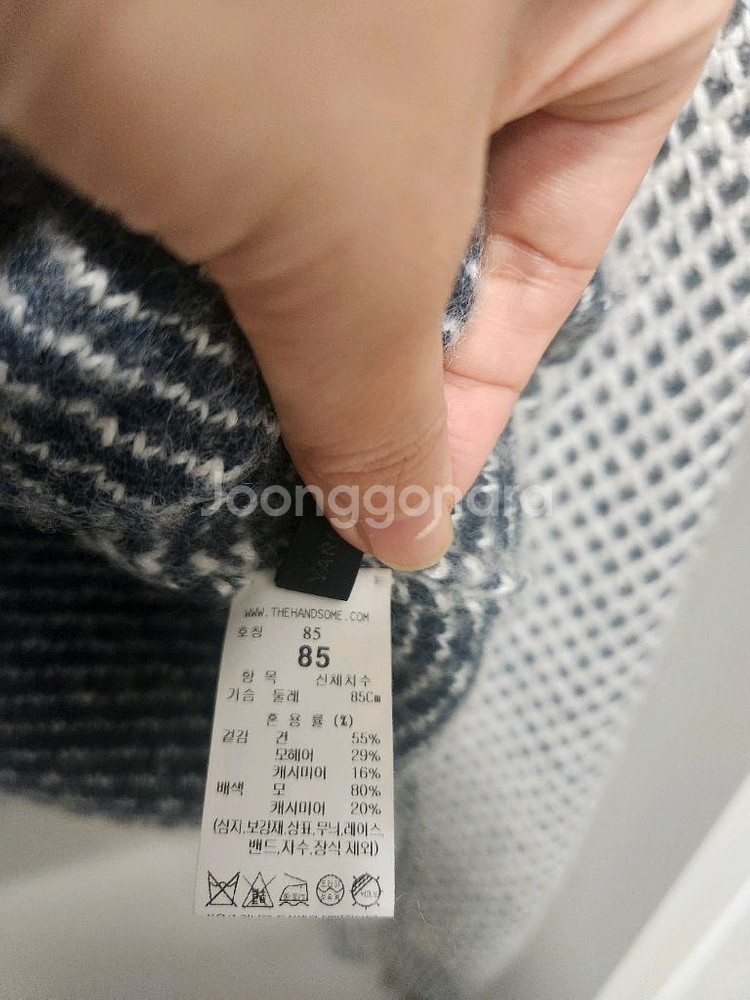 Joonggonara
WWW.THEHANDSOME.COM
호칭 85
85
항 목 신체치수
가슴 둘레 85Cm
혼 용 률 (%)
겉감 견 55%
모헤어 29%
캐시미어 16%
배색 모 80%
캐시미어 20%
(심지,보강재,상표,무늬,레이스,
밴드,자수,장식 제외)